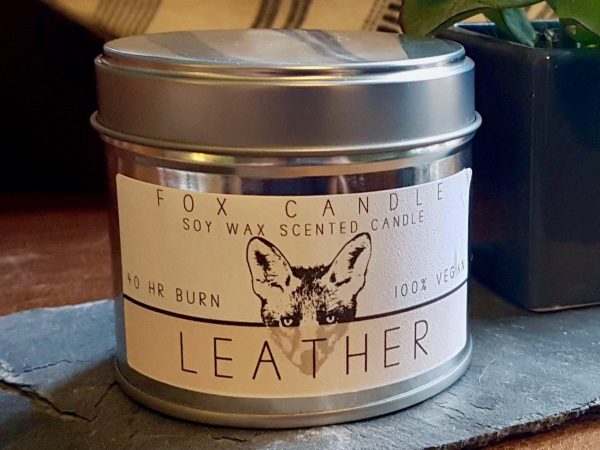 FOX CANDLE
SOY WAX SCENTED CANDLE
40 HR BURN
100% VEGAN
LEATHER